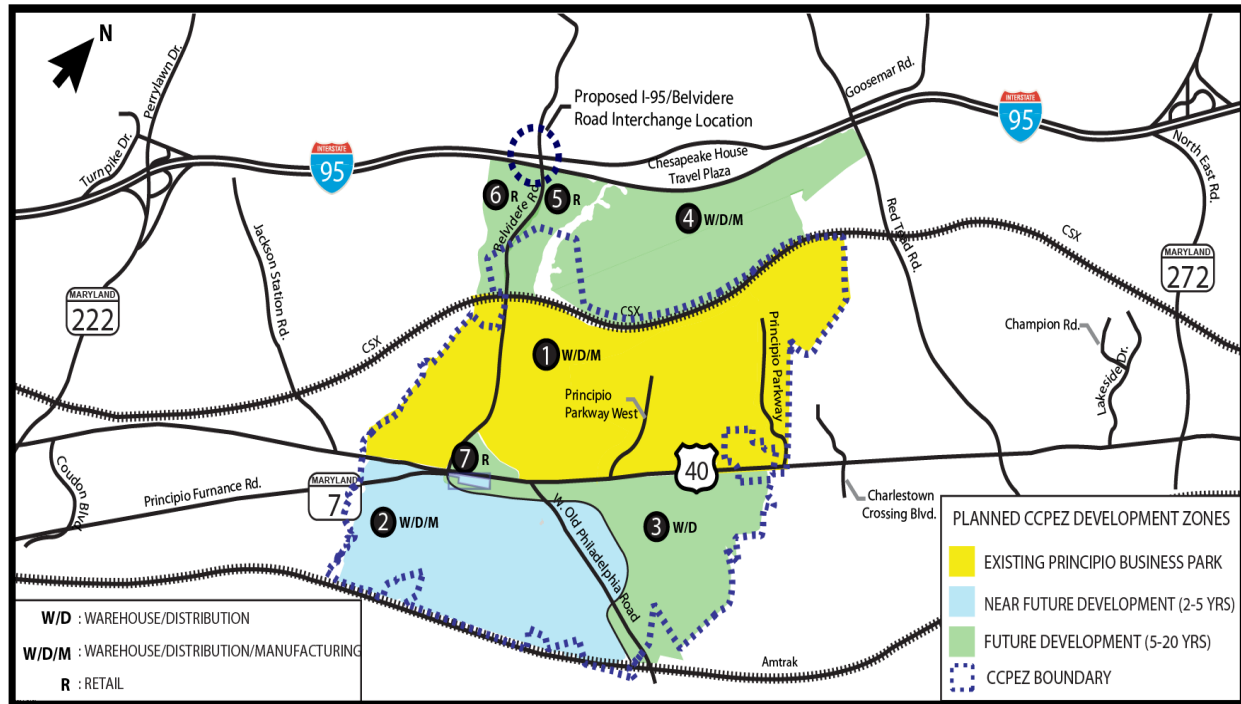 N
Perrylawn Dr.
Turnpike Dr.
INTERSTATE
95
Proposed I-95/Belvidere
Road Interchange Location
Chesapeake House
Travel Plaza
Goosemar Rd.
INTERSTATE
95
North East Rd.
6 R
5 R
Belvidere Rd.
4 W/D/M
Red Toad Rd.
CSX
MARYLAND
272
Jackson Station Rd.
MARYLAND
222
CSX
CSX
1 W/D/M
Principio
Parkway West
Principio Parkway
Champion Rd.
Lakeside Dr.
7 R
40
Coudon Blvd
Principio Furnance Rd.
MARYLAND
7
2 W/D/M
W. Old Philadelphia Road
3 W/D
Charlestown
Crossing Blvd.
Amtrak
W/D : WAREHOUSE/DISTRIBUTION
W/D/M : WAREHOUSE/DISTRIBUTION/MANUFACTURING
R : RETAIL
PLANNED CCPEZ DEVELOPMENT ZONES
EXISTING PRINCIPIO BUSINESS PARK
NEAR FUTURE DEVELOPMENT (2-5 YRS)
FUTURE DEVELOPMENT (5-20 YRS)
CCPEZ BOUNDARY